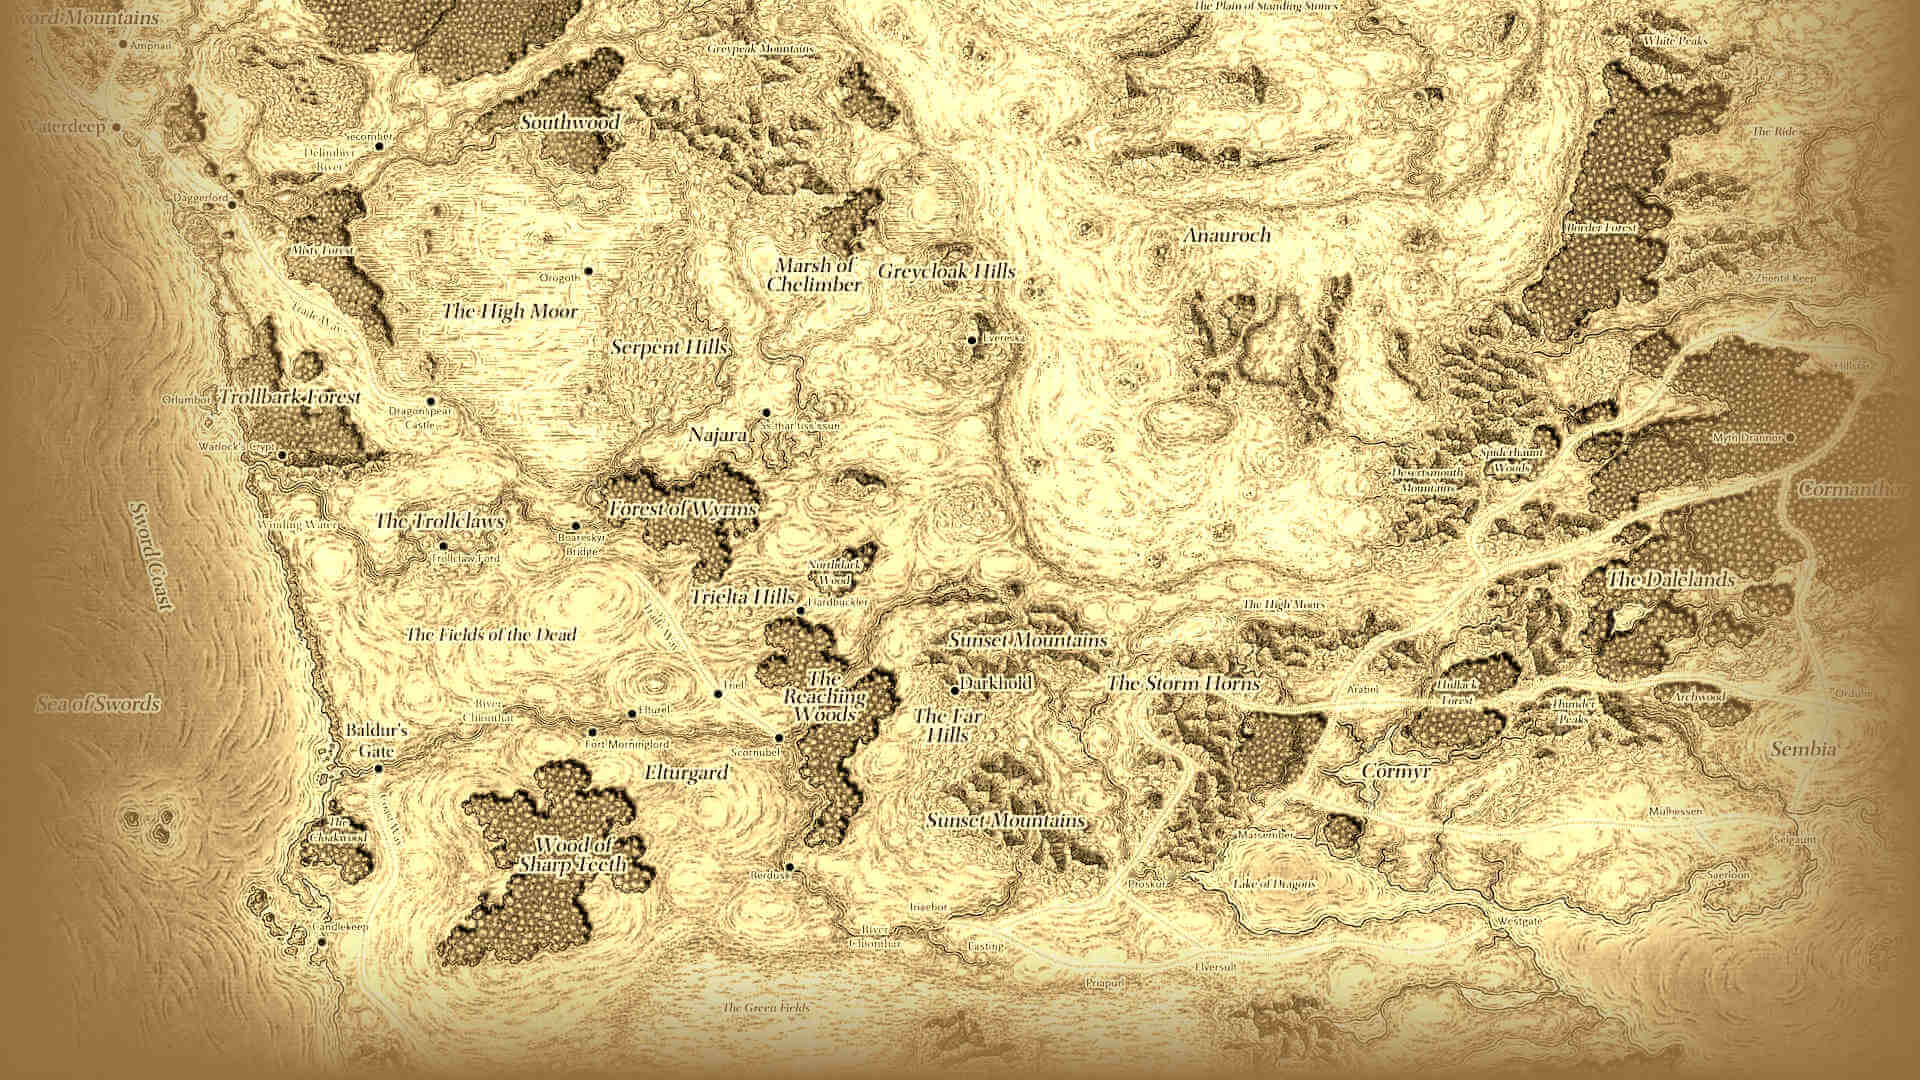 The Plain of Standing Stones
Sword Mountains
Amphail
Greypeak Mountains
White Peaks
Waterdeep
Southwood
Secomber
Delimbiyr
River
The Ride
Daggerford
Misty Forest
Anauroch
Border Forest
Marsh of
Chelimber
Greycloak Hills
Orogoth
Zhentil Keep
The High Moor
Trade Way
Evereska
Serpent Hills
Hillsfar
Orlumbor
Trollbark Forest
Dragonspear
Castle
Najara
Warlock's Crypt
Myth Drannor
Spiderhaunt
Woods
Desertsmouth
Mountains
Cormanthor
Sword Coast
Winding Water
The Trollclaws
Forest of Wyrms
Boareskyr
Bridge
Trollclaw Ford
Northdark
Wood
The Dalelands
Trielta Hills
Hardbuckler
The High Moors
Trade Way
The Fields of the Dead
Sunset Mountains
The
Reaching
Woods
Darkhold
The Storm Horns
Triel
Arabel
Hullack
Forest
Archwood
Ordulin
Sea of Swords
River
Chionthar
Elturel
Thunder
Peaks
The Far
Hills
Baldur's
Gate
Fort Morninglord
Scornubel
Sembia
Elturgard
Cormyr
Coast Way
Mulhessen
The
Cloakwood
Sunset Mountains
Marsember
Selgaunt
Wood of
Sharp Teeth
Berdusk
Proskur
Lake of Dragons
Saerloon
Iriaebor
Candlekeep
Westgate
River
Chionthar
Easting
Elversult
Priapurl
The Green Fields